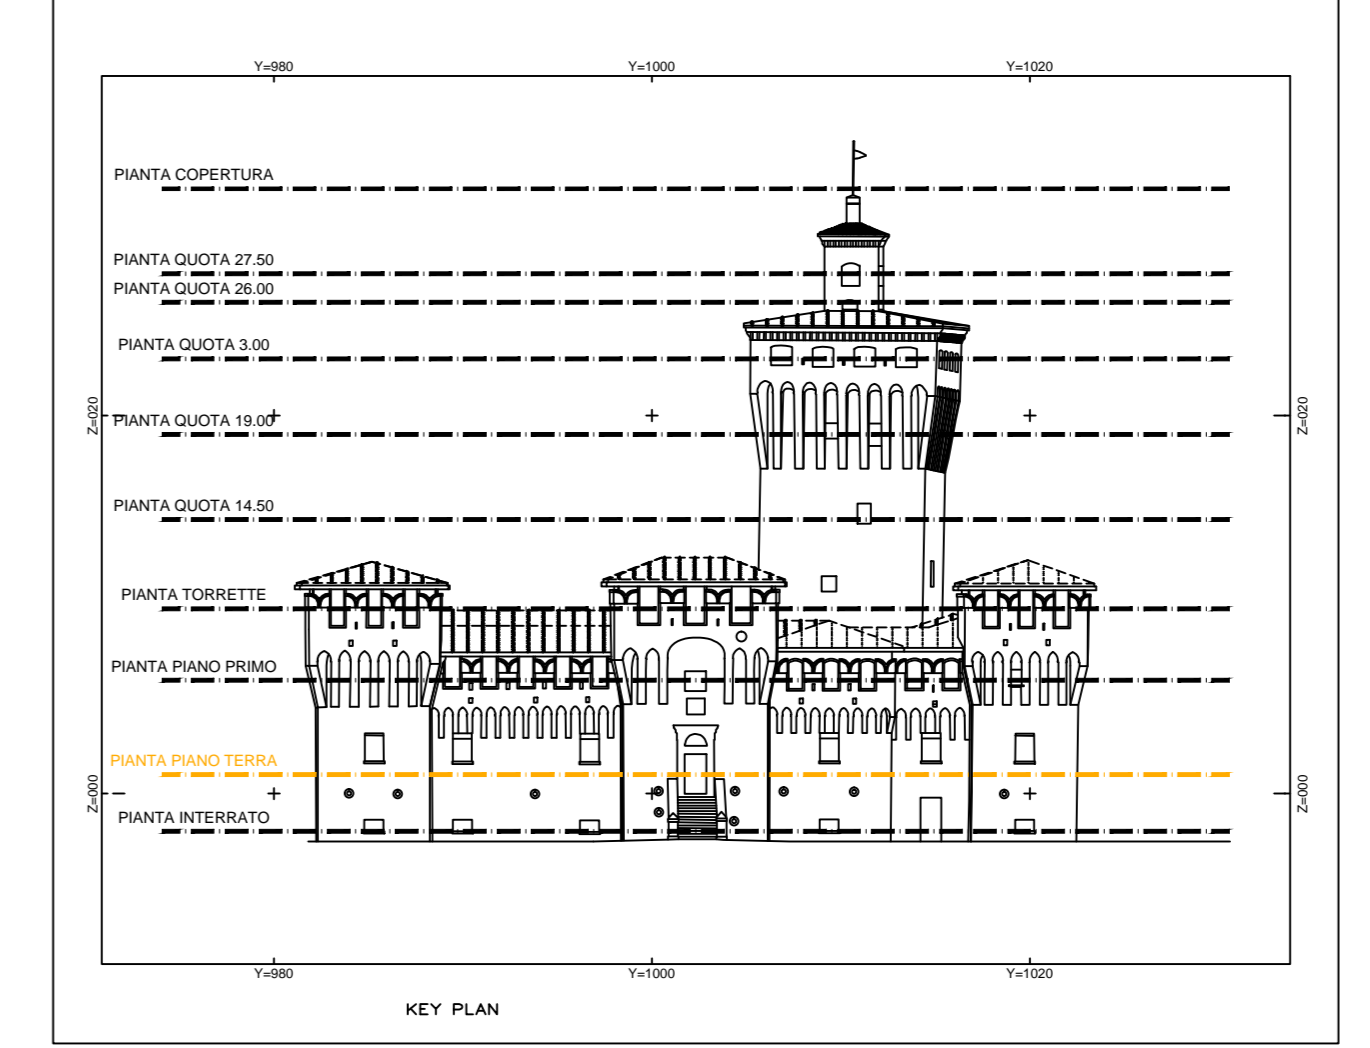 Y=980 Y=1000 Y=1020
PIANTA COPERTURA
PIANTA QUOTA 27.50
PIANTA QUOTA 26.00
PIANTA QUOTA 3.00
Z=020 Z=020
PIANTA QUOTA 19.00
PIANTA QUOTA 14.50
PIANTA TORRETTE
PIANTA PIANO PRIMO
PIANTA PIANO TERRA
Z=000 Z=000
PIANTA INTERRATO
Y=980 Y=1000 Y=1020
KEY PLAN